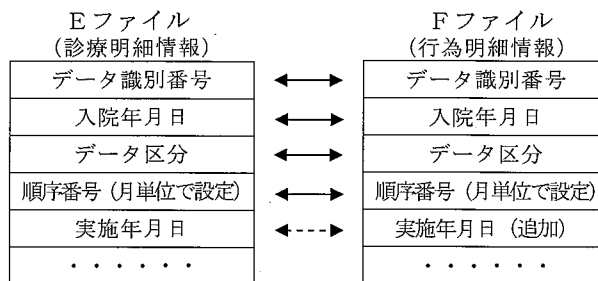 Eファイル
(診療明細情報)
データ識別番号
入院年月日
データ区分
順序番号(月単位で設定)
実施年月日
・・・・・・
Fファイル
(行為明細情報)
データ識別番号
入院年月日
データ区分
順序番号(月単位で設定)
実施年月日(追加)
・・・・・・